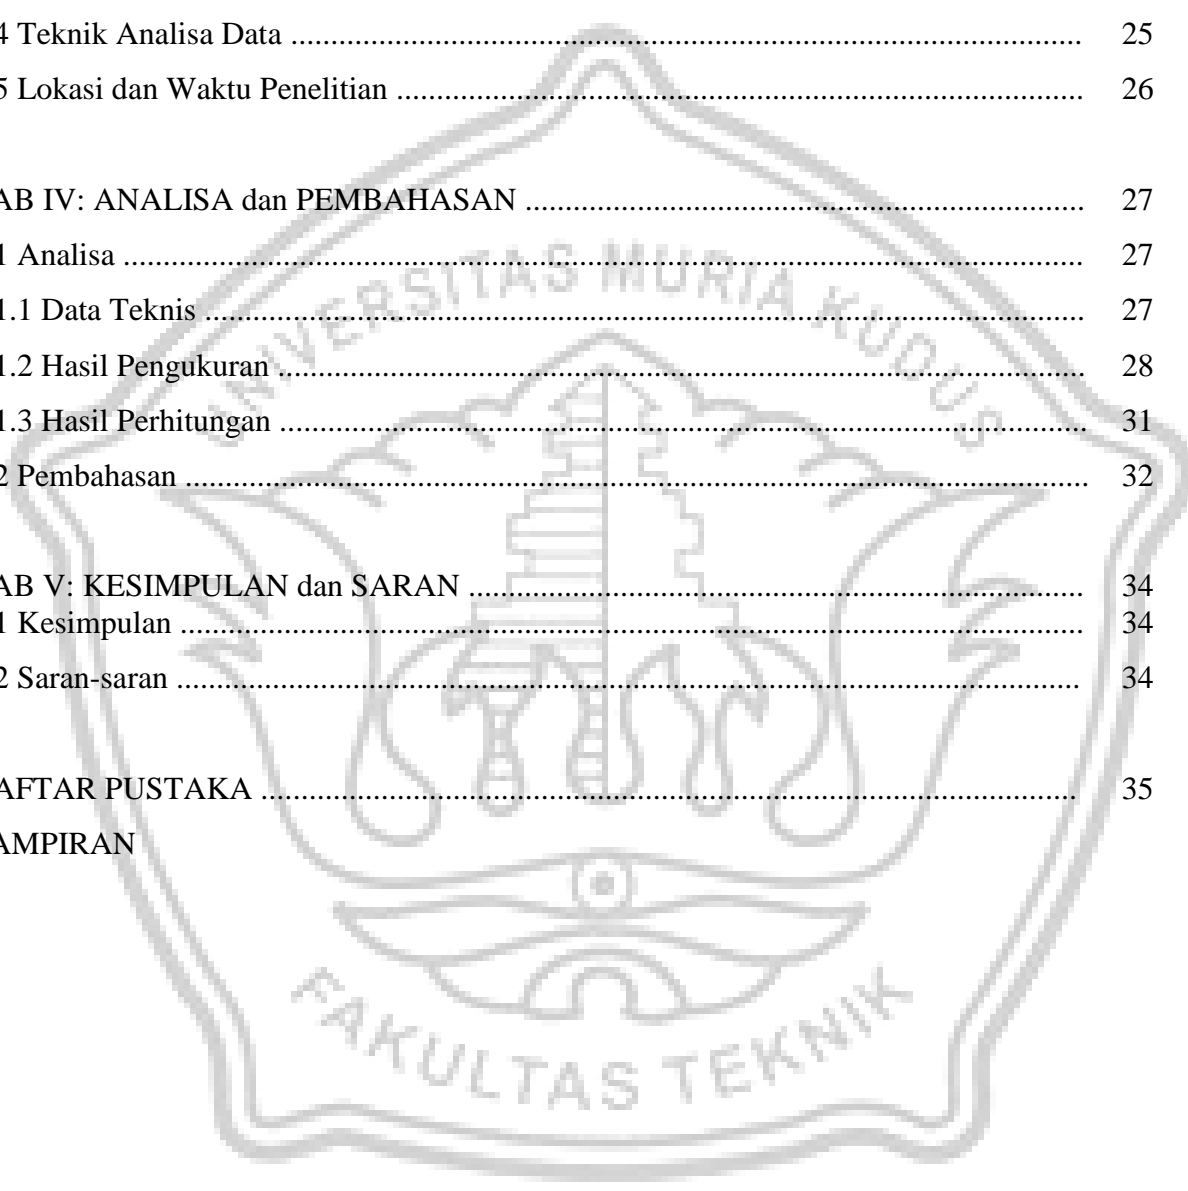 4 Teknik Analisa Data .................................................................................. 25
5 Lokasi dan Waktu Penelitian ....................................................................... 26
AB IV: ANALISA dan PEMBAHASAN .......................................................... 27
1 Analisa .................................................................................................... 27
1.1 Data Teknis ............................................................................................ 27
1.2 Hasil Pengukuran .................................................................................... 28
1.3 Hasil Perhitungan .................................................................................... 31
2 Pembahasan .............................................................................................. 32
AB V: KESIMPULAN dan SARAN ................................................................ 34
1 Kesimpulan .............................................................................................. 34
2 Saran-saran .............................................................................................. 34
AFTAR PUSTAKA ..................................................................................... 35
AMPIRAN
UNIVERSITAS MURIA KUDUS
FAKULTAS TEKNIK